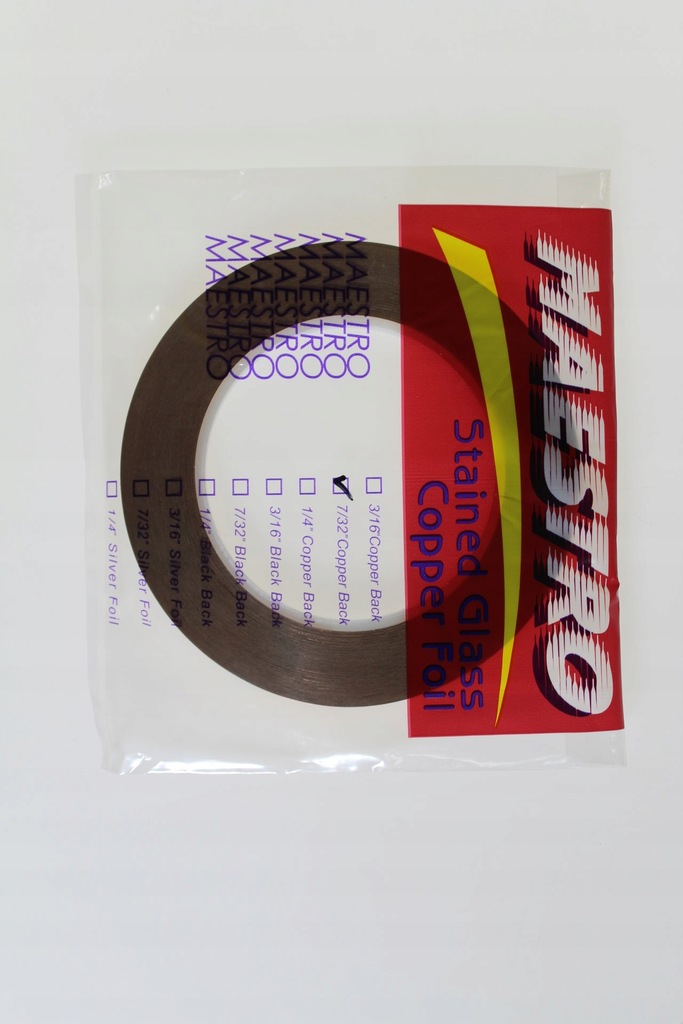 MAESTRO
Stained Glass
Copper Foil
MAESTRO
MAESTRO
MAESTRO
MAESTRO
MAESTRO
MAESTRO
MAESTRO
3/16"Copper Back
7/32"Copper Back
1/4" Copper Back
3/16" Black Back
7/32" Black Back
1/4" Black Back
3/16" Silver Foil
7/32" Silver Foil
1/4" Silver Foil